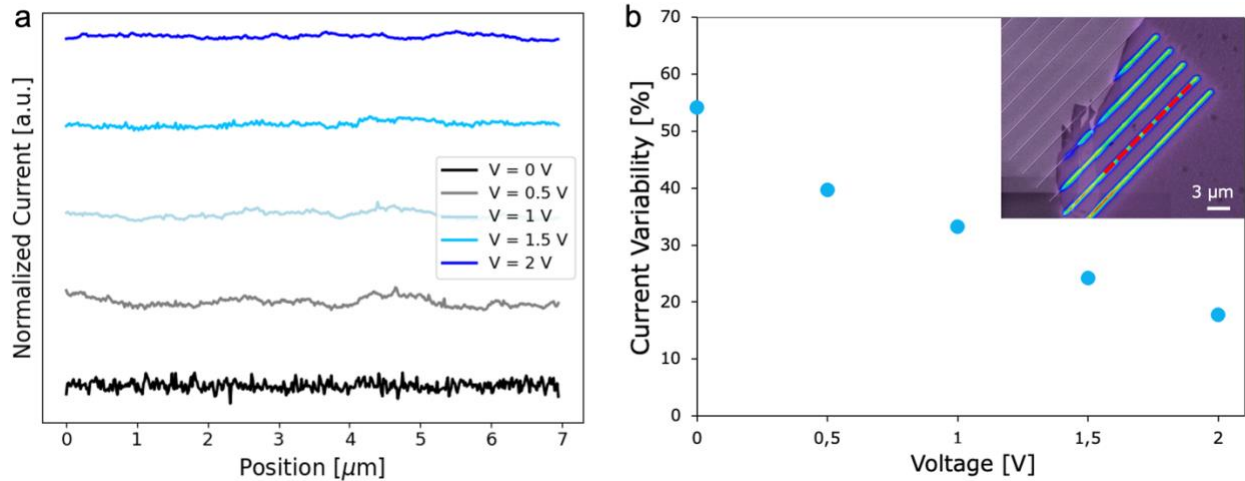 a
Normalized Current [a.u.]
V = 0 V
V = 0.5 V
V = 1 V
V = 1.5 V
V = 2 V
0 1 2 3 4 5 6 7
Position [μm]
b
Current Variability [%]
70
60
50
40
30
20
10
0
3 μm
0 0,5 1 1,5 2
Voltage [V]